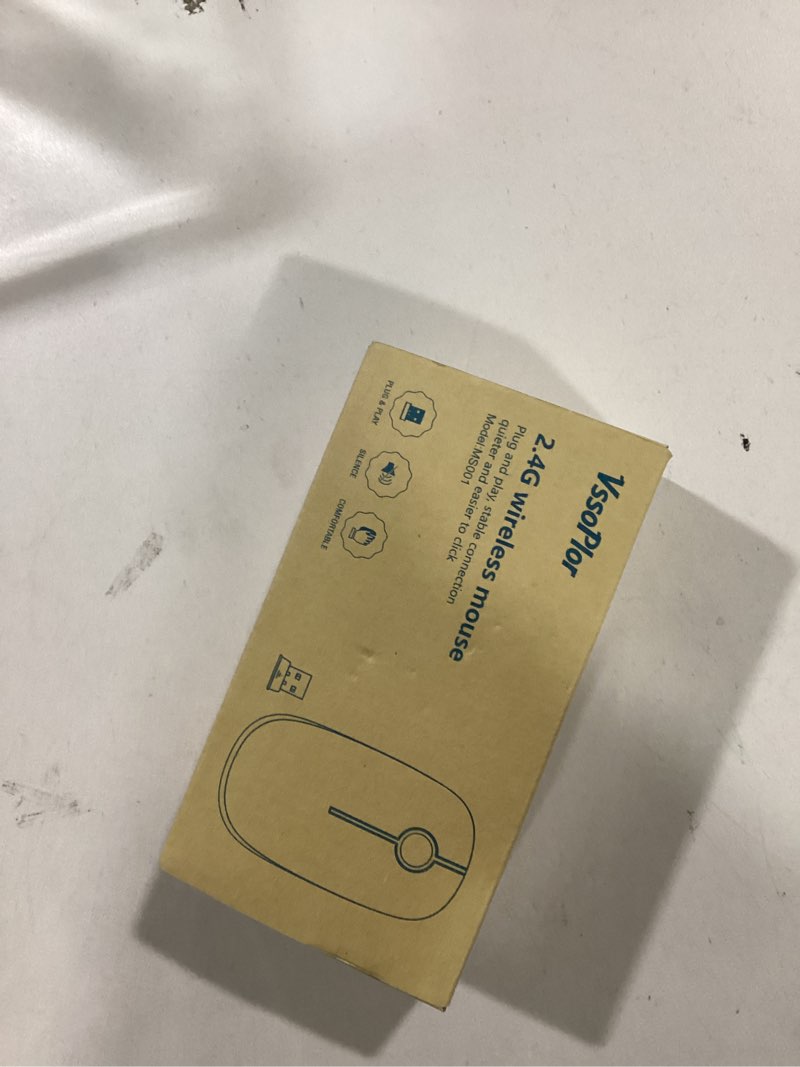 VssoPlor
2.4G wireless mouse
Plug and play, stable connection
quieter and easier to click
Model:MS001
PLUG & PLAY
SILENCE
COMFORTABLE